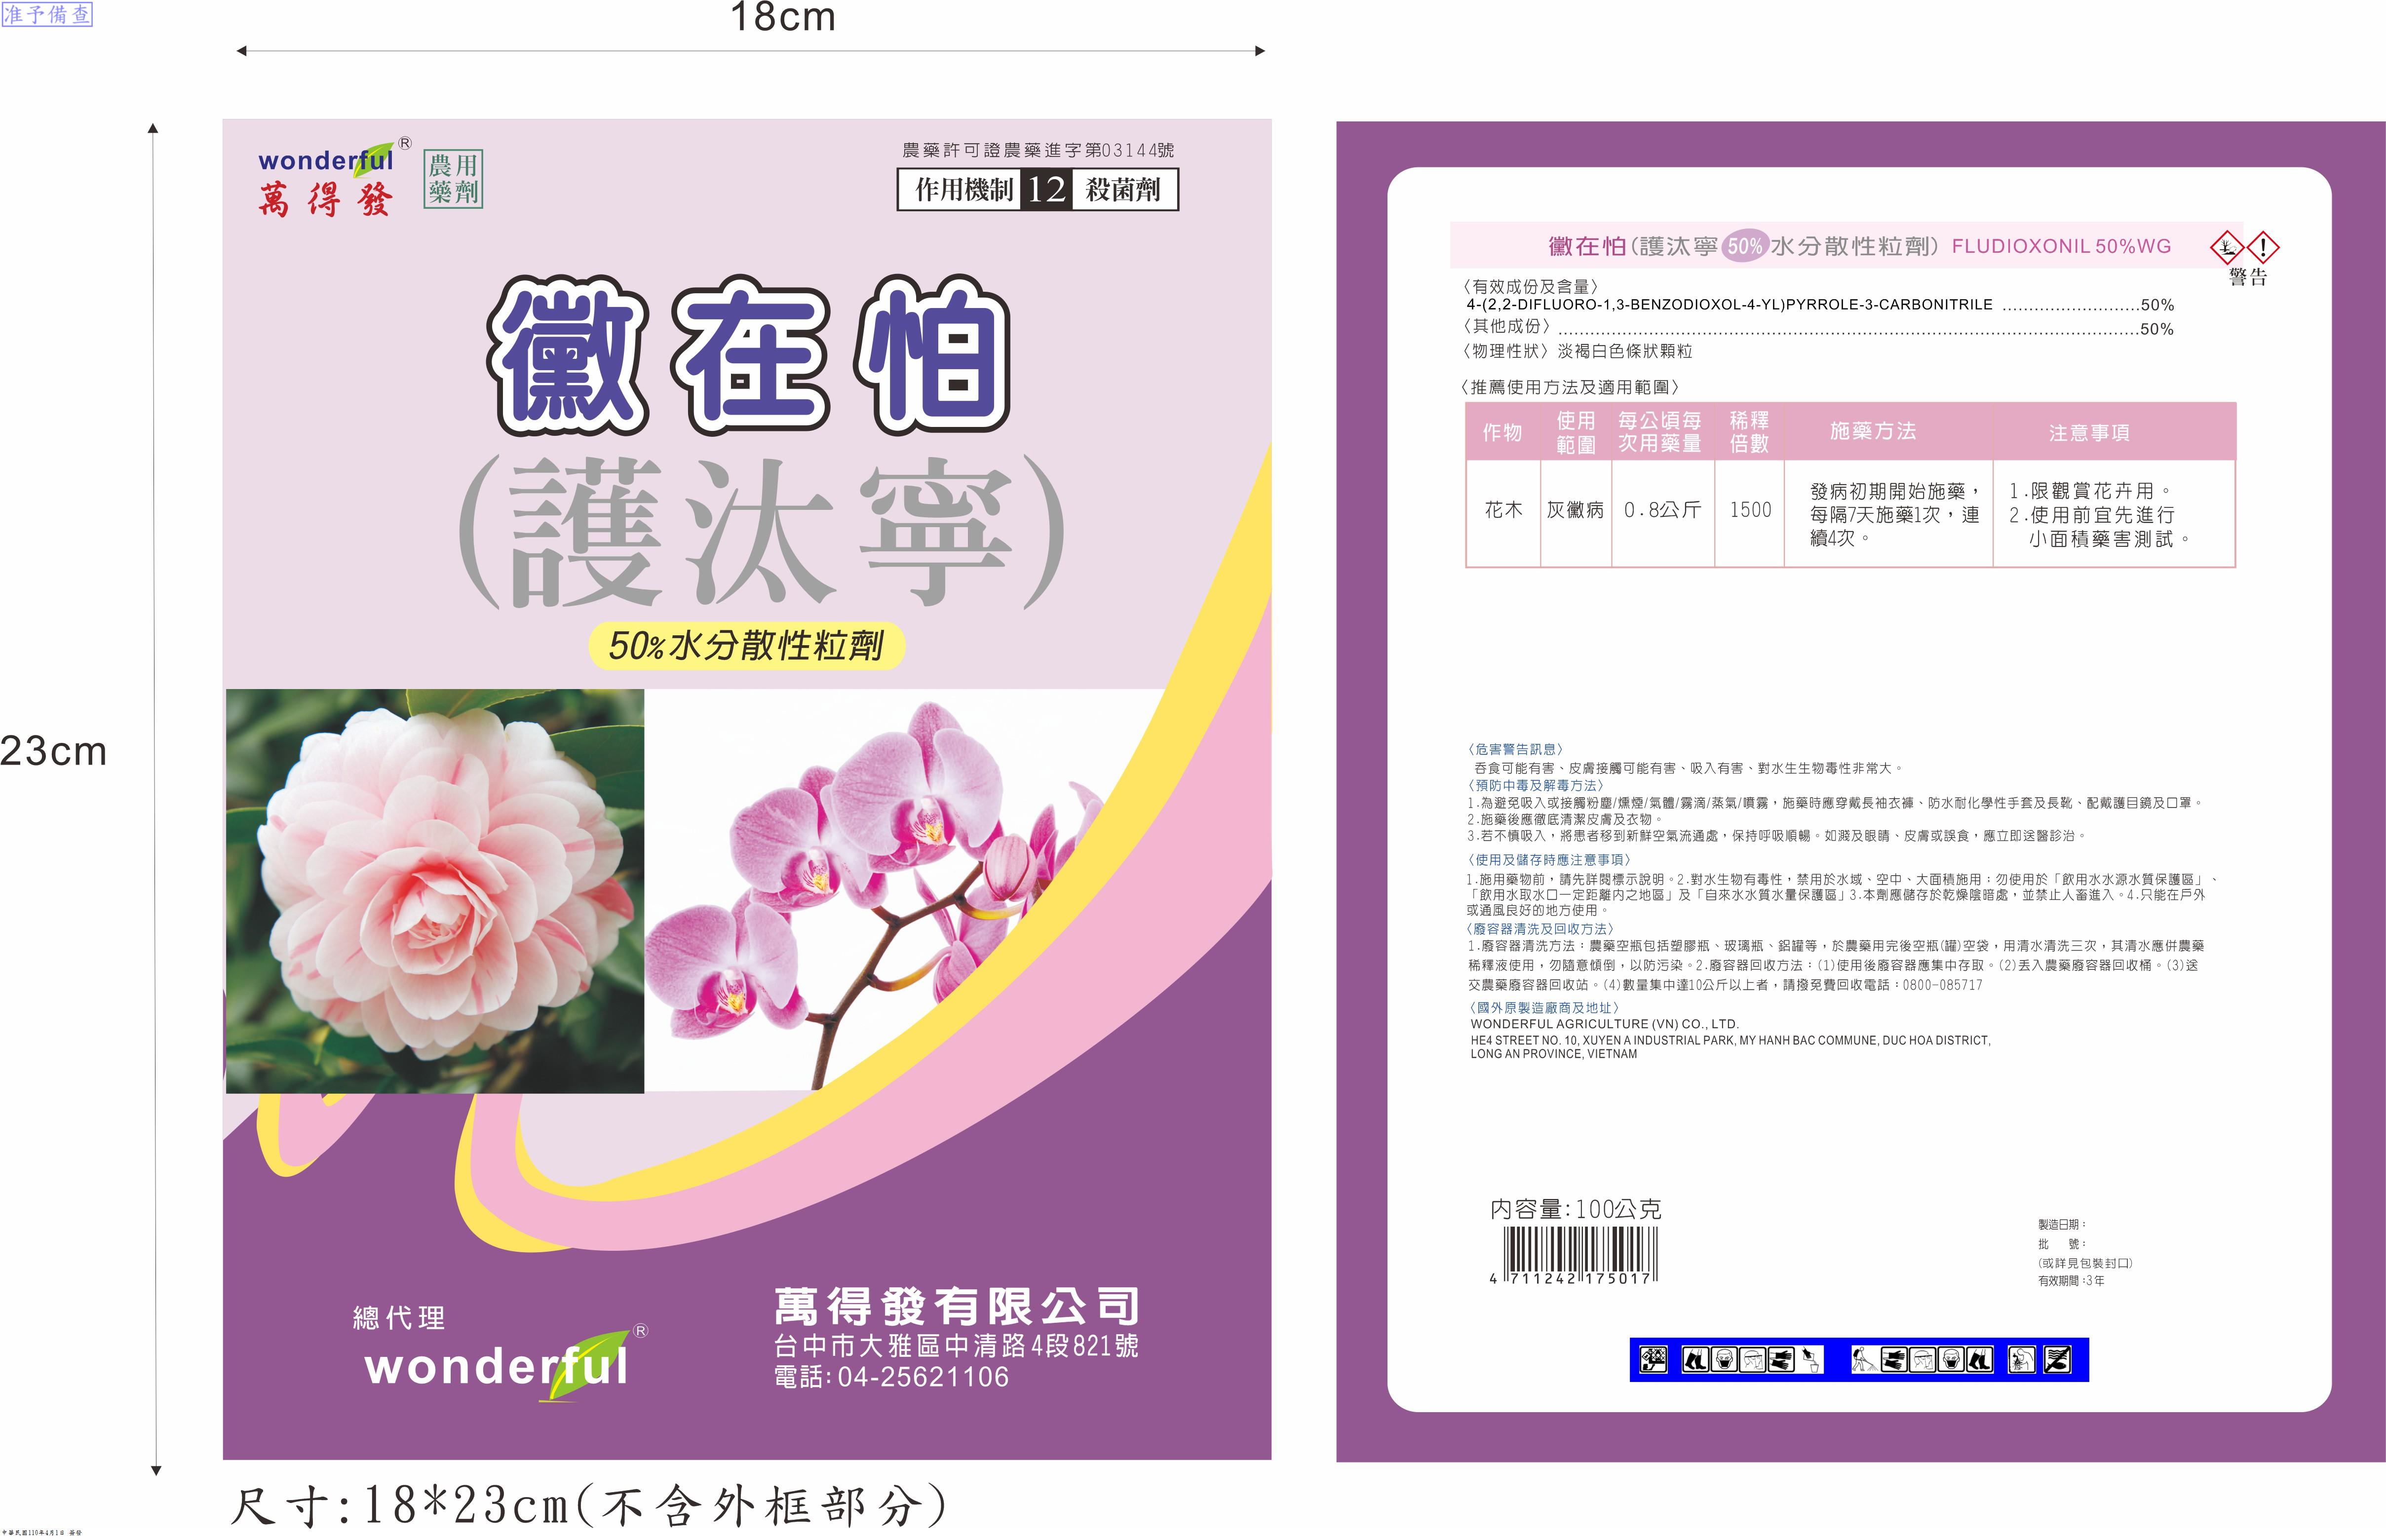 准予備查
18cm
23cm
wonderful®
萬得發
農用
藥劑
農藥許可證農藥進字第03144號
作用機制 12 殺菌劑
黴在怕
(護汰寧)
50%水分散性粒劑
總代理
wonderful®
萬得發有限公司
台中市大雅區中清路4段821號
電話:04-25621106
尺寸:18*23cm(不含外框部分)
中華民國110年4月1日
黴在怕(護汰寧50%水分散性粒劑) FLUDIOXONIL 50%WG
警告
〈有效成份及含量〉
4-(2,2-DIFLUORO-1,3-BENZODIOXOL-4-YL)PYRROLE-3-CARBONITRILE ..........................50%
〈其他成份〉..............................................................................................................50%
〈物理性狀〉淡褐白色條狀顆粒
〈推薦使用方法及適用範圍〉
作物 使用範圍 每公頃每次用藥量 稀釋倍數 施藥方法 注意事項
花木 灰黴病 0.8公斤 1500 發病初期開始施藥，每隔7天施藥1次，連續4次。 1.限觀賞花卉用。 2.使用前宜先進行小面積藥害測試。
〈危害警告訊息〉
吞食可能有害、皮膚接觸可能有害、吸入有害、對水生生物毒性非常大。
〈預防中毒及解毒方法〉
1.為避免吸入或接觸粉塵/燻煙/氣體/霧滴/蒸氣/噴霧，施藥時應穿戴長袖衣褲、防水耐化學性手套及長靴、配戴護目鏡及口罩。
2.施藥後應徹底清潔皮膚及衣物。
3.若不慎吸入，將患者移到新鮮空氣流通處，保持呼吸順暢。如濺及眼睛、皮膚或誤食，應立即送醫診治。
〈使用及儲存時應注意事項〉
1.施用藥物前，請先詳閱標示說明。2.對水生物有毒性，禁用於水域、空中、大面積施用；勿使用於「飲用水水源水質保護區」、
「飲用水取水口一定距離內之地區」及「自來水水質水量保護區」3.本劑應儲存於乾燥陰暗處，並禁止人畜進入。4.只能在戶外
或通風良好的地方使用。
〈廢容器清洗及回收方法〉
1.廢容器清洗方法：農藥空瓶包括塑膠瓶、玻璃瓶、鋁罐等，於農藥用完後空瓶(罐)空袋，用清水清洗三次，其清水應併農藥
稀釋液使用，勿隨意傾倒，以防污染。2.廢容器回收方法：(1)使用後廢容器應集中存取。(2)丟入農藥廢容器回收桶。(3)送
交農藥廢容器回收站。(4)數量集中達10公斤以上者，請撥免費回收電話：0800-085717
〈國外原製造廠商及地址〉
WONDERFUL AGRICULTURE (VN) CO., LTD.
HE4 STREET NO. 10, XUYEN A INDUSTRIAL PARK, MY HANH BAC COMMUNE, DUC HOA DISTRICT,
LONG AN PROVINCE, VIETNAM
內容量:100公克
4 711242 175017
製造日期：
批 號：
(或詳見包裝封口)
有效期間:3年